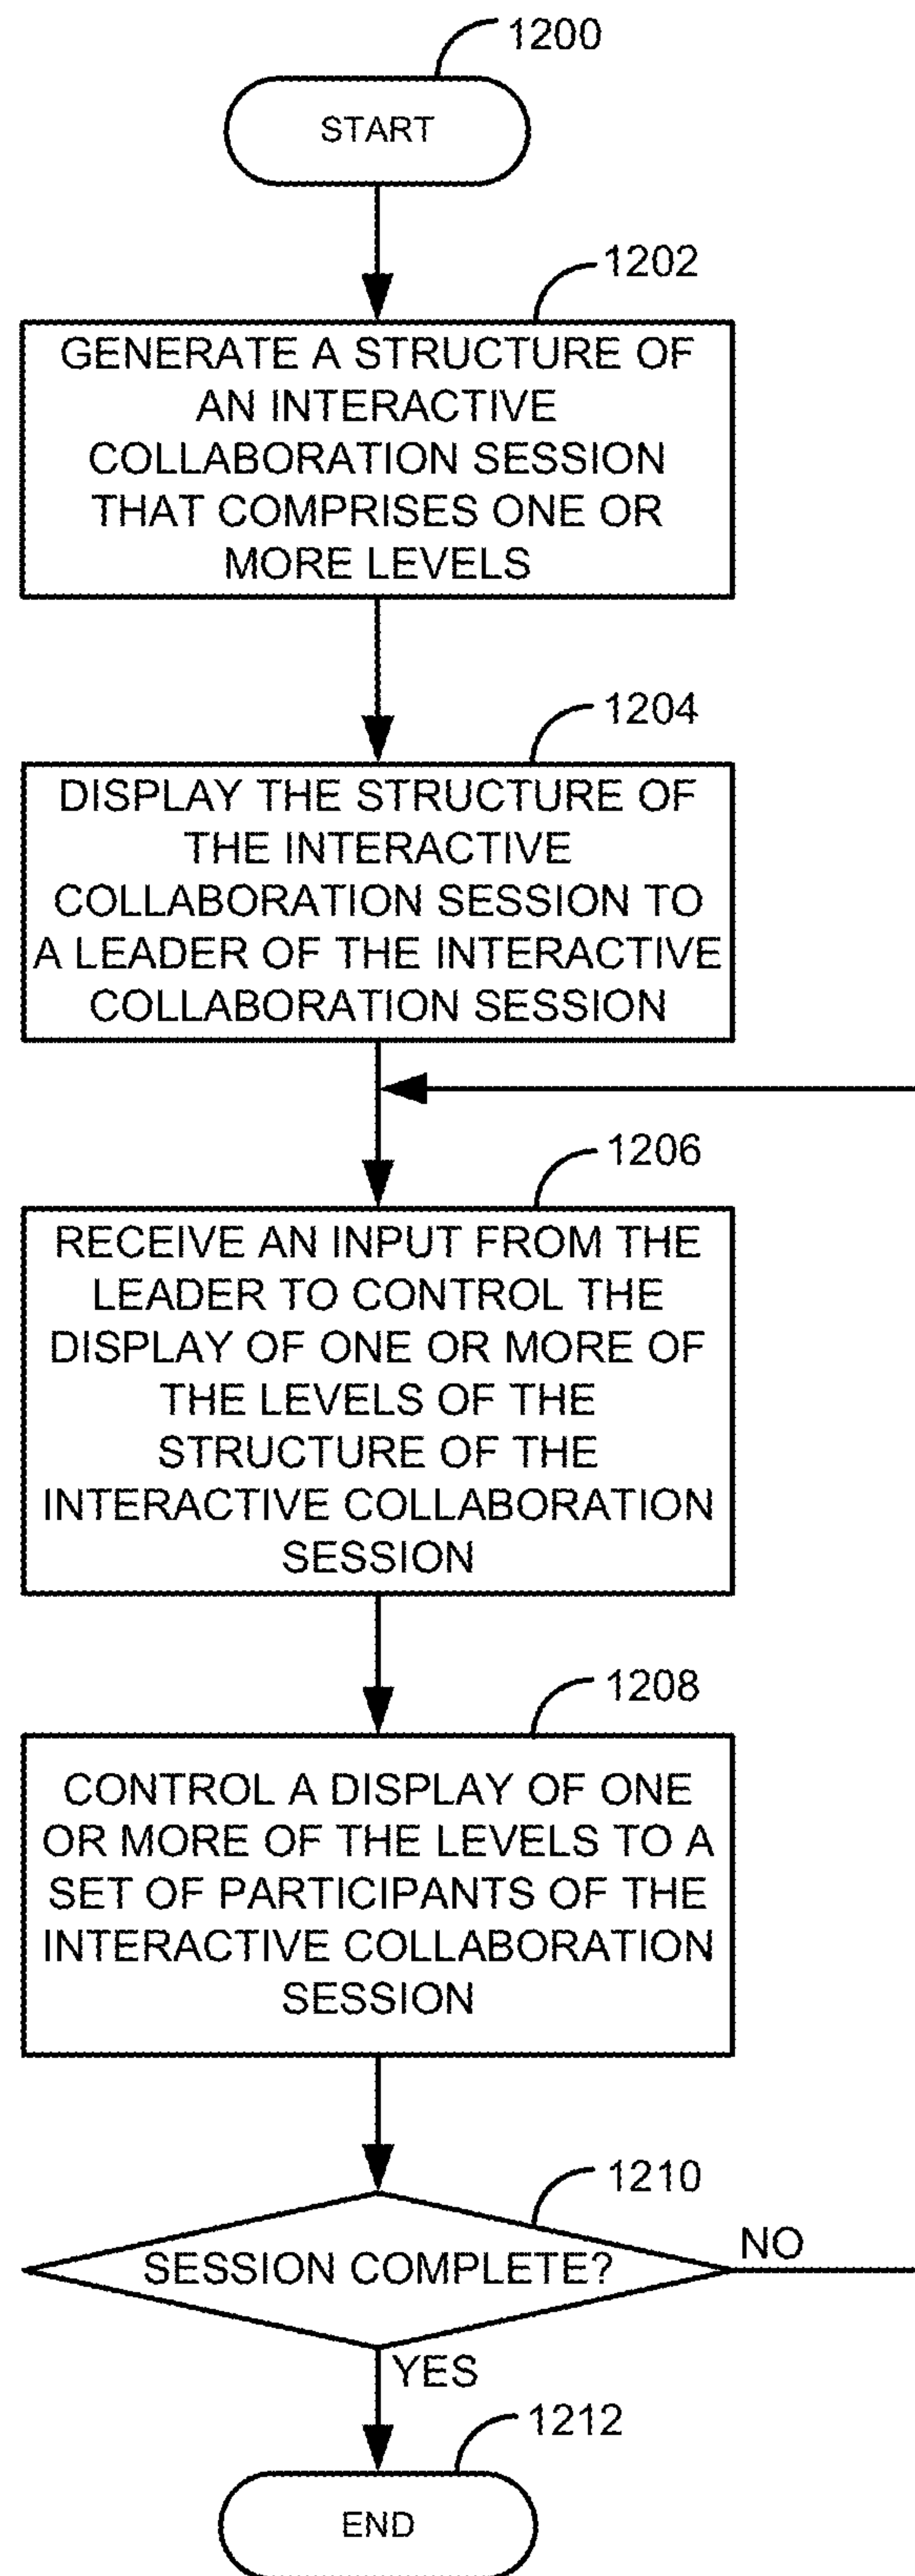 1200
START
1202
GENERATE A STRUCTURE OF
AN INTERACTIVE
COLLABORATION SESSION
THAT COMPRISES ONE OR
MORE LEVELS
1204
DISPLAY THE STRUCTURE OF
THE INTERACTIVE
COLLABORATION SESSION TO
A LEADER OF THE INTERACTIVE
COLLABORATION SESSION
1206
RECEIVE AN INPUT FROM THE
LEADER TO CONTROL THE
DISPLAY OF ONE OR MORE OF
THE LEVELS OF THE
STRUCTURE OF THE
INTERACTIVE COLLABORATION
SESSION
1208
CONTROL A DISPLAY OF ONE
OR MORE OF THE LEVELS TO A
SET OF PARTICIPANTS OF THE
INTERACTIVE COLLABORATION
SESSION
1210
SESSION COMPLETE?
NO
YES
1212
END